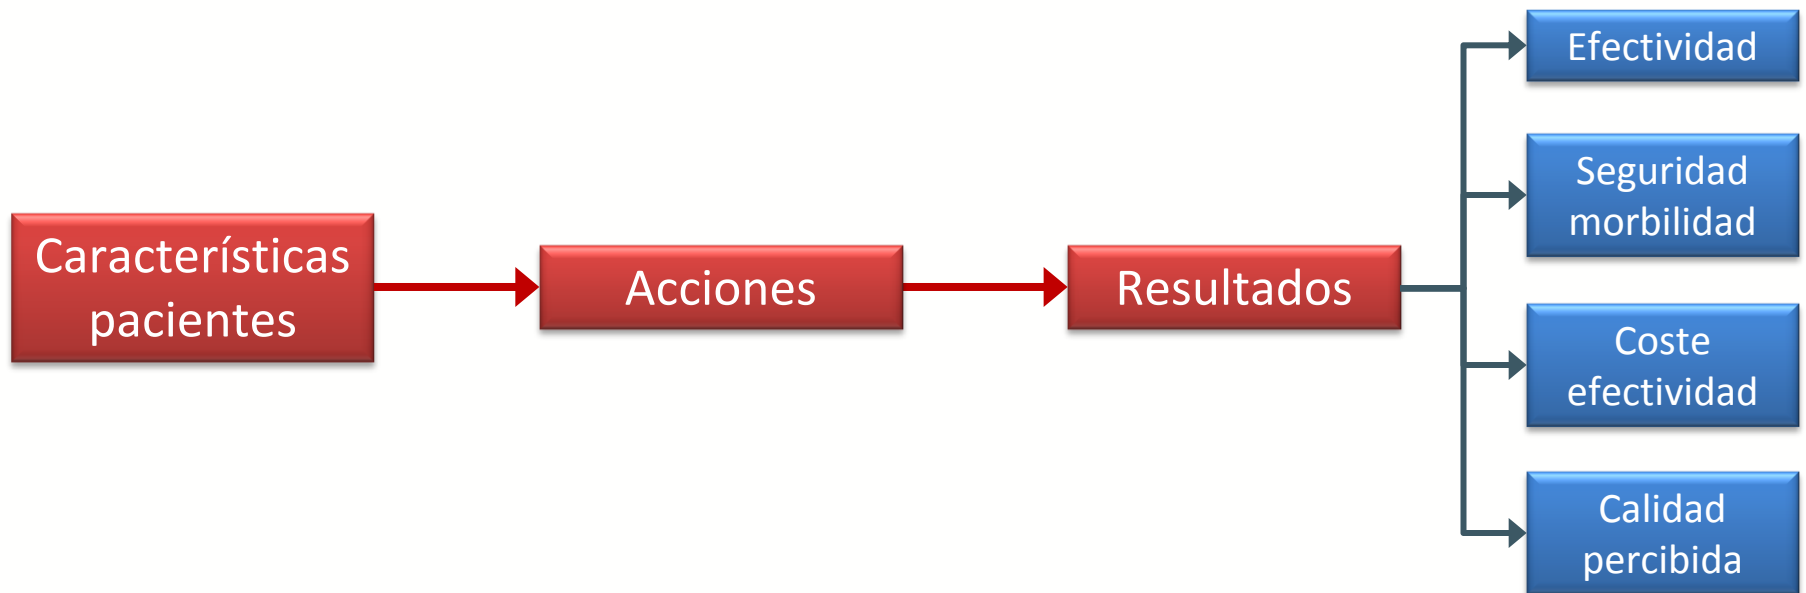 Características
pacientes
Acciones
Resultados
Efectividad
Seguridad
morbilidad
Coste
efectividad
Calidad
percibida